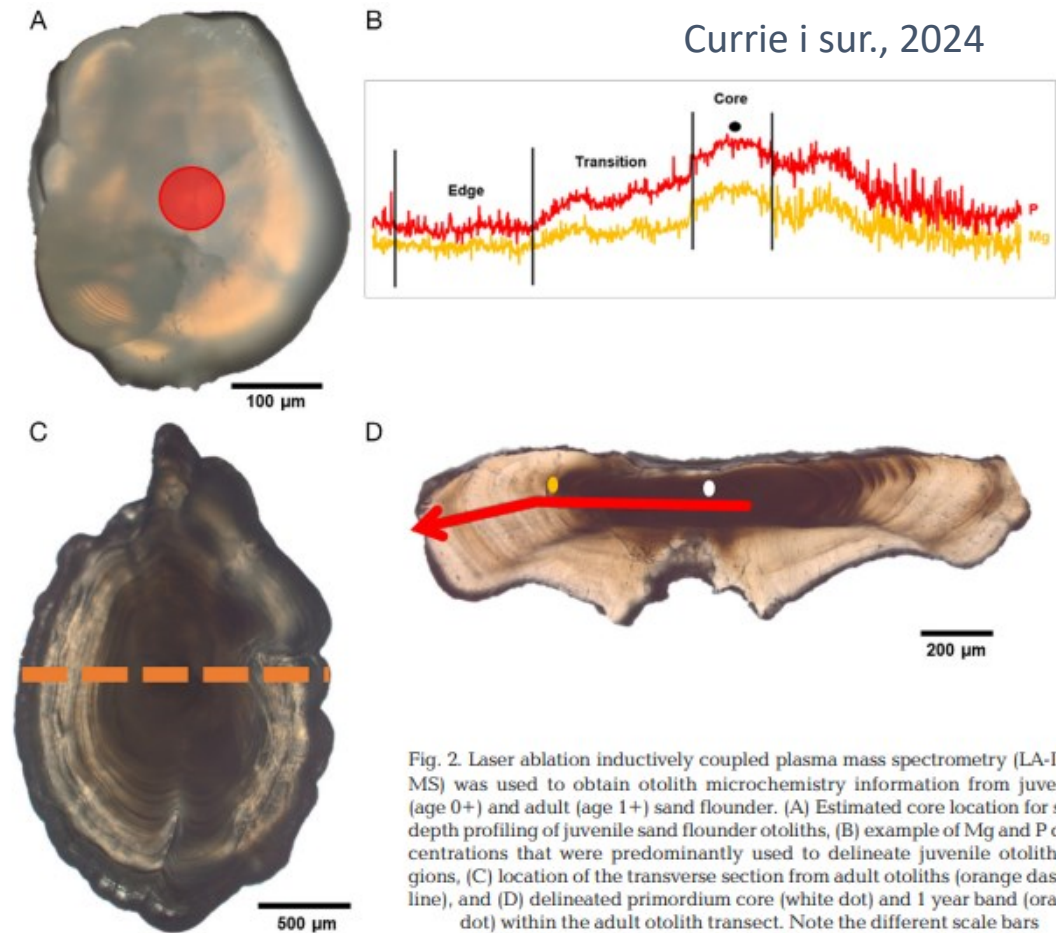 A
B
Currie i sur., 2024
Core
Transition
Edge
P
Mg
100 µm
C
D
200 µm
500 µm
Fig. 2. Laser ablation inductively coupled plasma mass spectrometry (LA-I
MS) was used to obtain otolith microchemistry information from juve
(age 0+) and adult (age 1+) sand flounder. (A) Estimated core location for s
depth profiling of juvenile sand flounder otoliths, (B) example of Mg and P c
centrations that were predominantly used to delineate juvenile otolith
gions, (C) location of the transverse section from adult otoliths (orange das
line), and (D) delineated primordium core (white dot) and 1 year band (ora
dot) within the adult otolith transect. Note the different scale bars